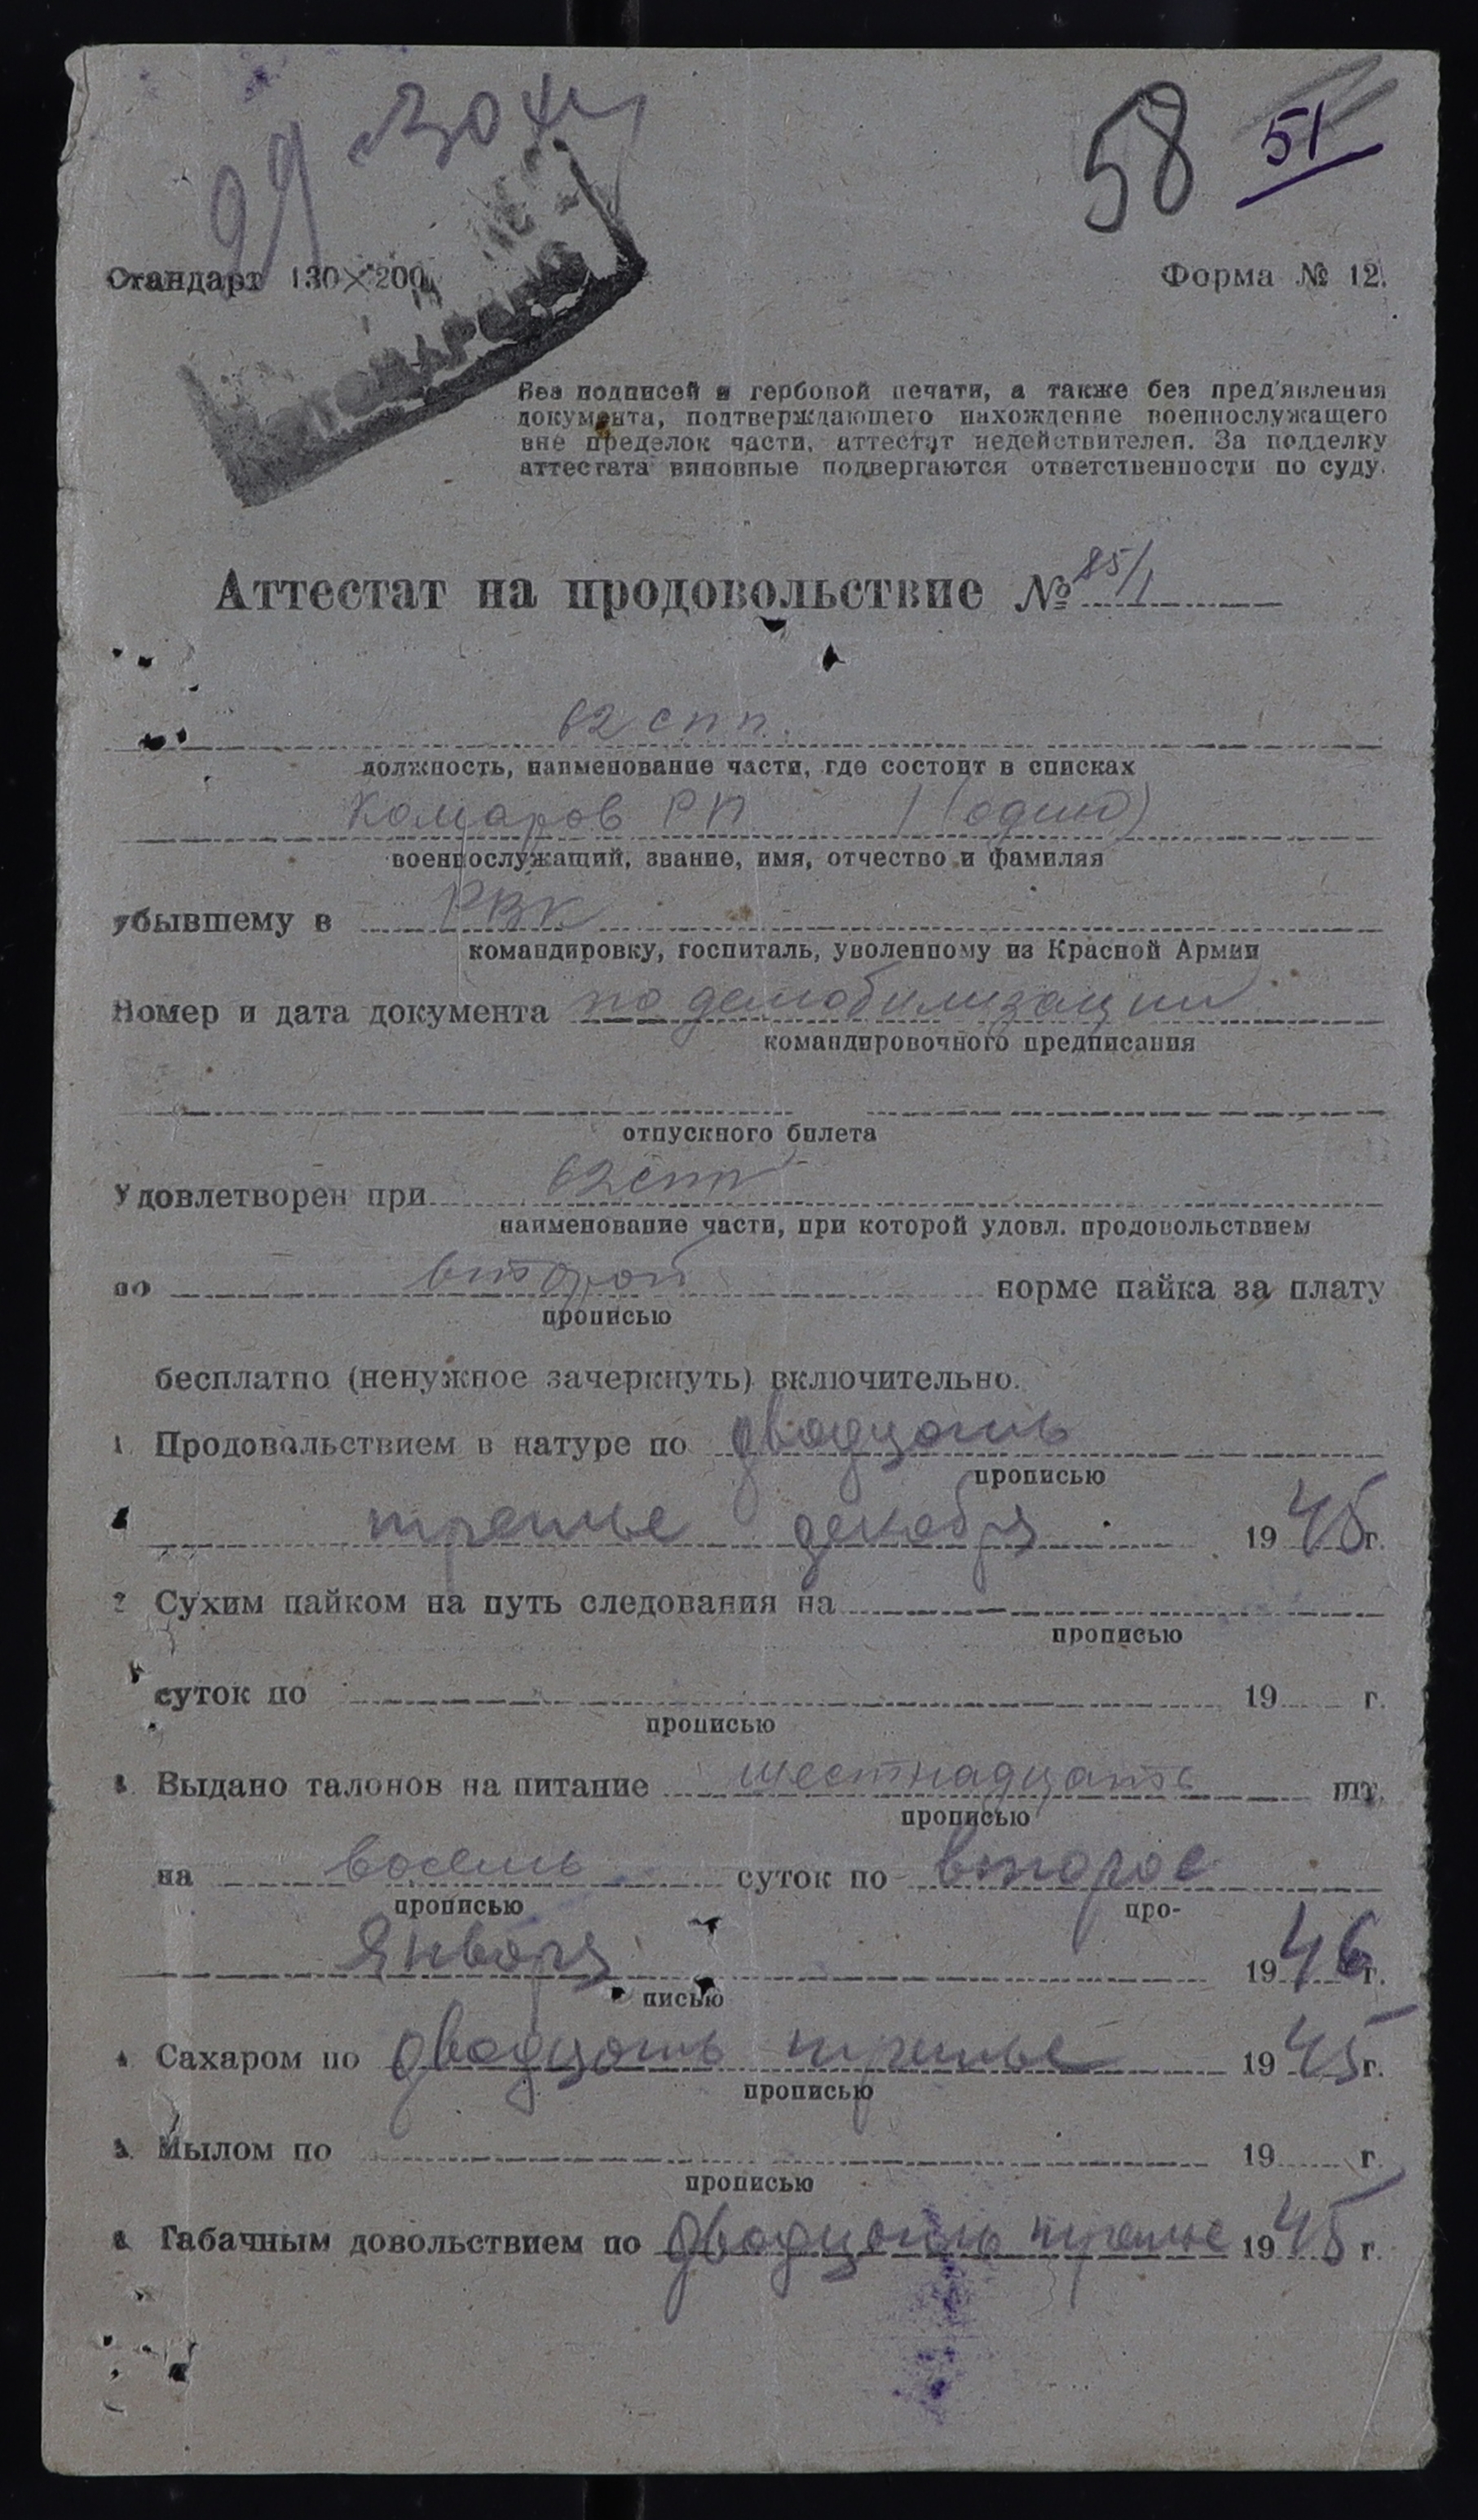 58 51
Стандарт 130×200
Форма № 12.
Без подписей и гербовой печати, а также без пред'явления
документа, подтверждающего нахождение военнослужащего
вне пределок части, аттестат недействителен. За подделку
аттестата виновные подвергаются ответственности по суду.
Аттестат на продовольствие № 85/1
62 спп.
должность, наименование части, где состоит в списках
Комаров РП 1 (один)
военнослужащий, звание, имя, отчество и фамилия
убывшему в РВК
командировку, госпиталь, уволенному из Красной Армии
Номер и дата документа по демобилизации
командировочного предписания
отпускного билета
Удовлетворен при 62 спп
наименование части, при которой удовл. продовольствием
по второй норме пайка за плату
прописью
бесплатно (ненужное зачеркнуть) включительно.
1 Продовольствием в натуре по двадцать
прописью
третье декабря 1945г.
2 Сухим пайком на путь следования на
прописью
суток по 19 г.
прописью
3. Выдано талонов на питание шестнадцать шт.
прописью
на восемь суток по второе
прописью про-
Января 1946г.
писью
4 Сахаром по двадцать третье 1945г.
прописью
5. Мылом по 19 г.
прописью
6 Табачным довольствием по двадцать третье 1945 г.